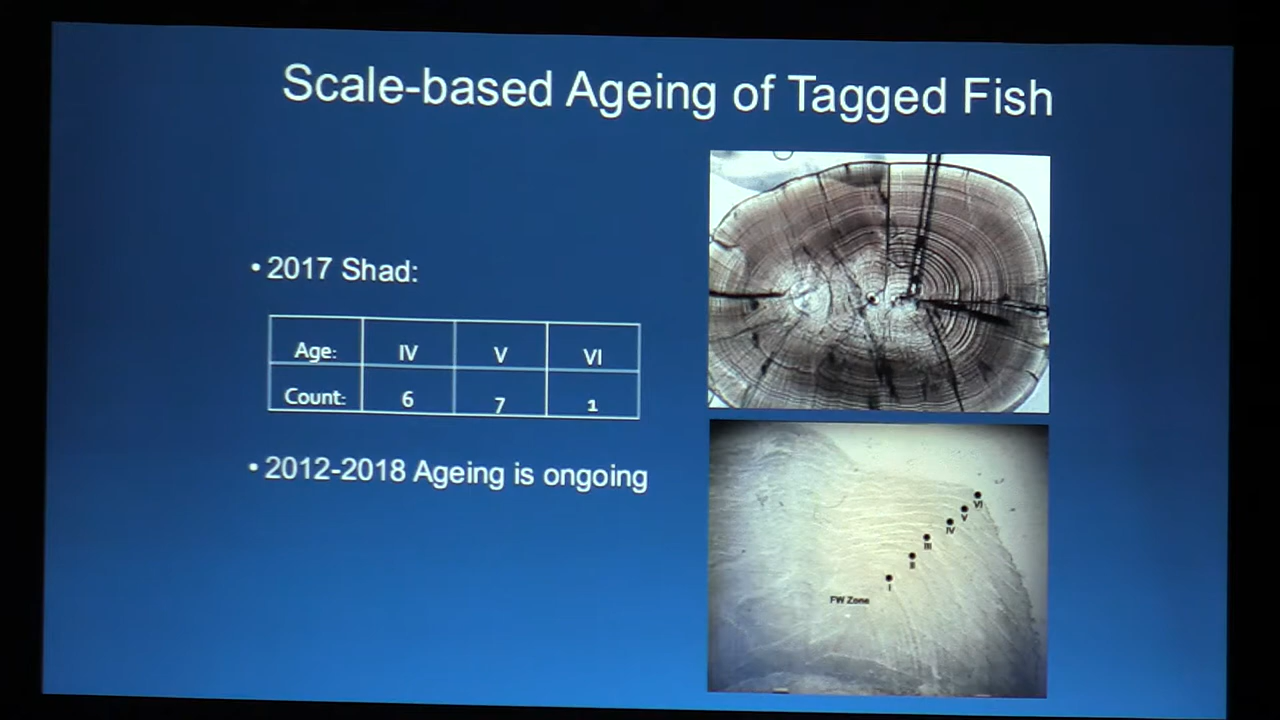 Scale-based Ageing of Tagged Fish
• 2017 Shad:
Age: IV V VI
Count: 6 7 1
• 2012-2018 Ageing is ongoing
VI
V
IV
III
II
I
FW Zone